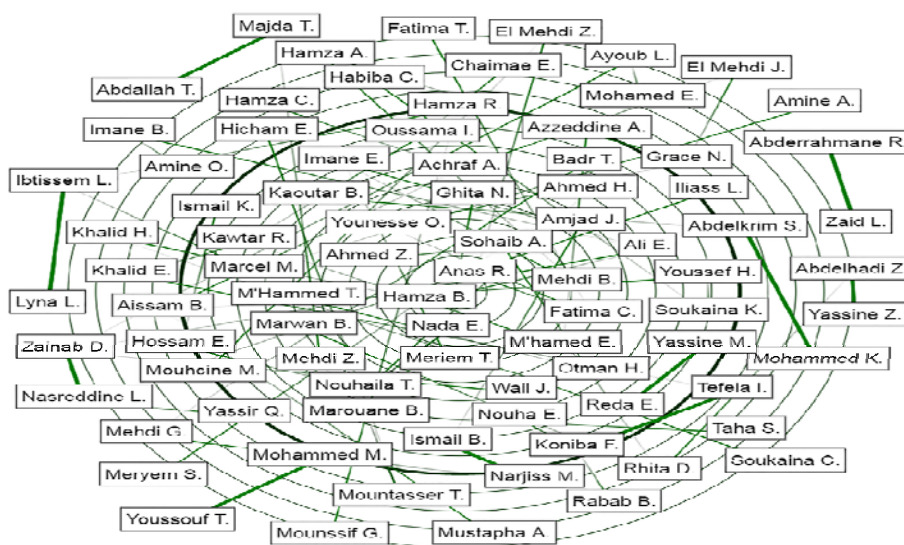 Majda T.
Fatima T.
El Mehdi Z.
Hamza A.
Ayoub L.
Chaimae E.
El Mehdi J.
Habiba C.
Abdallah T.
Mohamed E.
Hamza C.
Hamza R.
Amine A.
Imane B.
Hicham E.
Oussama I.
Azzeddine A.
Abderrahmane R.
Imane E.
Achraf A.
Badr T.
Grace N.
Amine O.
Ibtissem L.
Kaoutar B.
Ghita N.
Ahmed H.
Iliass L.
Ismail K.
Younesse O.
Amjad J.
Abdelkrim S.
Zaid L.
Khalid H.
Kawtar R.
Sohaib A.
Ali E.
Ahmed Z.
Marcel M.
Khalid E.
Anas R.
Mehdi B.
Youssef H.
Abdelhadi Z.
Lyna L.
Aissam B.
M'Hammed T.
Hamza B.
Fatima C.
Soukaina K.
Yassine Z.
Marwan B.
Nada E.
Zainab D.
Hossam E.
M'hamed E.
Yassine M.
Mohammed K.
Mouhcine M.
Mehdi Z.
Meriem T.
Otman H.
Nouhaila T.
Wail J.
Tefela I.
Nasreddine L.
Yassir Q.
Marouane B.
Nouha E.
Reda E.
Mehdi G.
Ismail B.
Koniba F.
Taha S.
Mohammed M.
Meryem S.
Narjiss M.
Rhita D.
Soukaina C.
Mountasser T.
Rabab B.
Youssouf T.
Mounssif G.
Mustapha A.